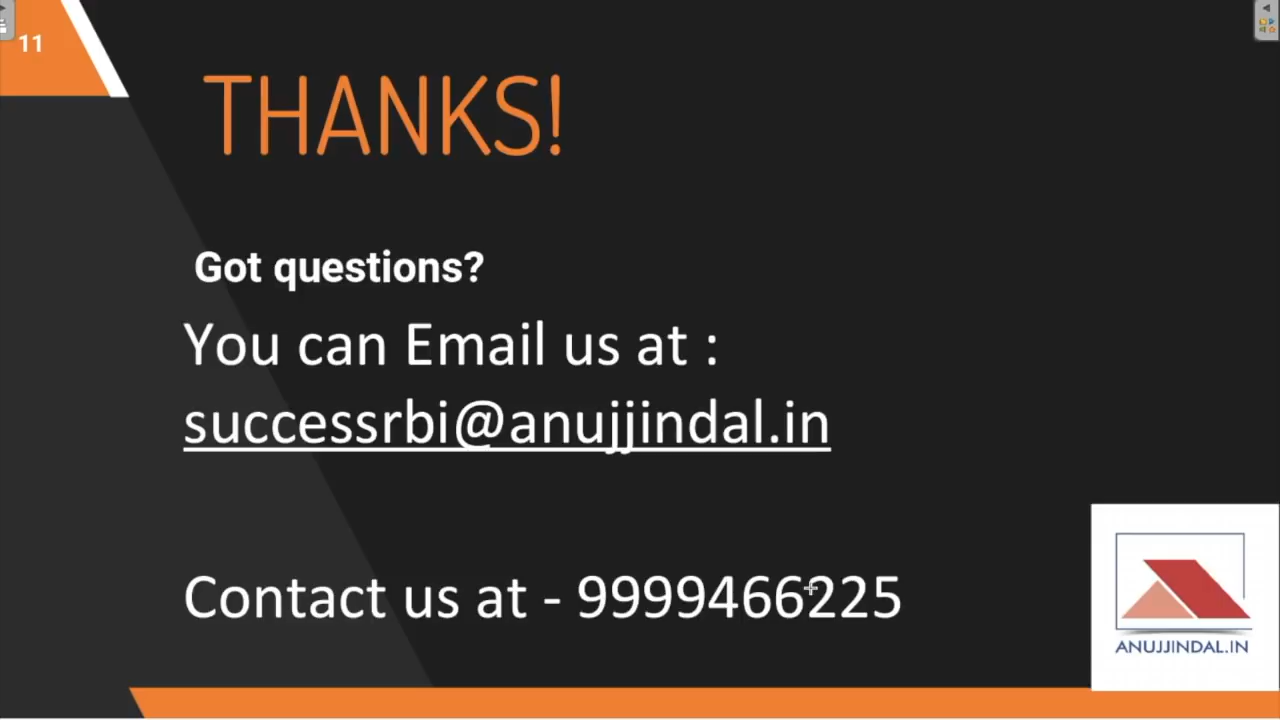 11
THANKS!
Got questions?
You can Email us at :
successrbi@anujjindal.in
Contact us at - 9999466225
ANUJJINDAL.IN